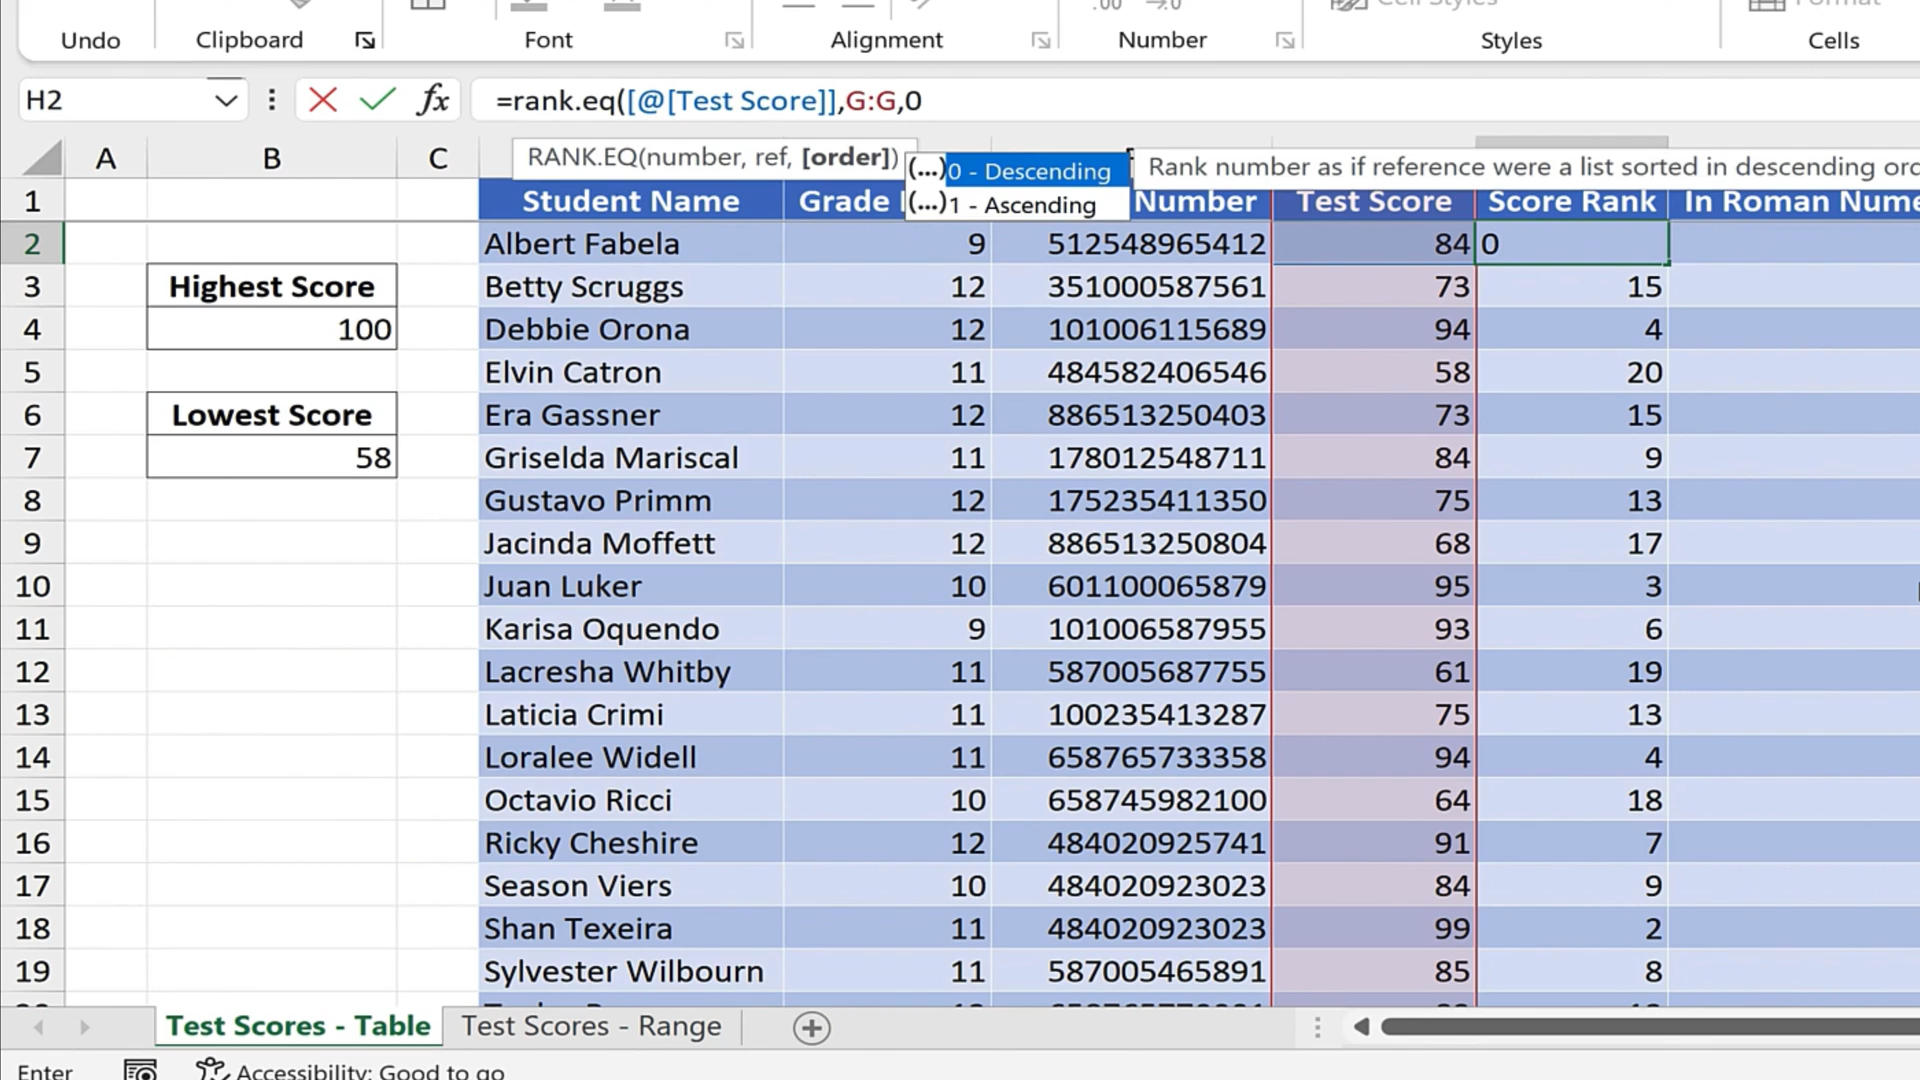 Cell Styles
Format
Undo
Clipboard
Font
Alignment
Number
Styles
Cells
H2
fx
=rank.eq([@[Test Score]],G:G,0
A B C
RANK.EQ(number, ref, [order])
(...)0 - Descending
Rank number as if reference were a list sorted in descending
(...)1 - Ascending
1 Student Name Grade Number Test Score Score Rank In Roman
2 Albert Fabela 9 512548965412 84 0
3 Highest Score Betty Scruggs 12 351000587561 73 15
4 100 Debbie Orona 12 101006115689 94 4
5 Elvin Catron 11 484582406546 58 20
6 Lowest Score Era Gassner 12 886513250403 73 15
7 58 Griselda Mariscal 11 178012548711 84 9
8 Gustavo Primm 12 175235411350 75 13
9 Jacinda Moffett 12 886513250804 68 17
10 Juan Luker 10 601100065879 95 3
11 Karisa Oquendo 9 101006587955 93 6
12 Lacresha Whitby 11 587005687755 61 19
13 Laticia Crimi 11 100235413287 75 13
14 Loralee Widell 11 658765733358 94 4
15 Octavio Ricci 10 658745982100 64 18
16 Ricky Cheshire 12 484020925741 91 7
17 Season Viers 10 484020923023 84 9
18 Shan Texeira 11 484020923023 99 2
19 Sylvester Wilbourn 11 587005465891 85 8
Test Scores - Table Test Scores - Range
Enter Accessibility: Good to go